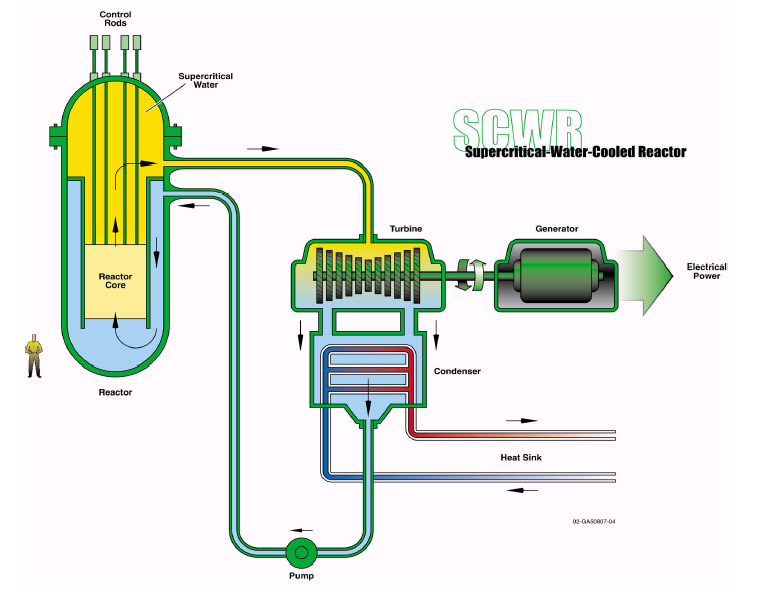 Control
Rods
Supercritical
Water
SCWR
Supercritical-Water-Cooled Reactor
Turbine
Generator
Electrical
Power
Reactor
Core
Condenser
Reactor
Heat Sink
02-GA50807-04
Pump